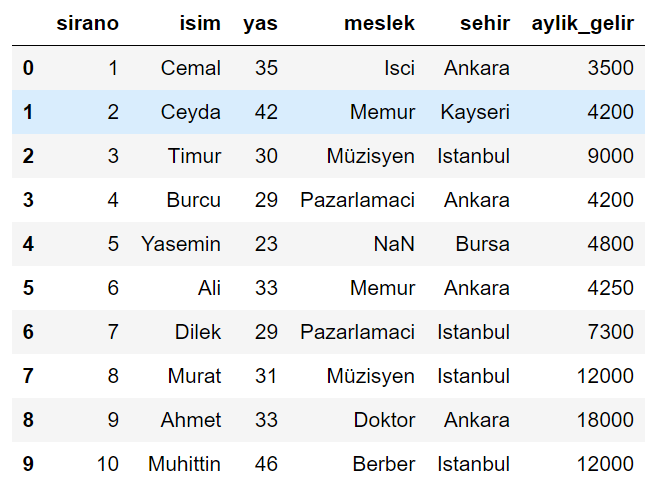 sirano isim yas meslek sehir aylik_gelir
0 1 Cemal 35 Isci Ankara 3500
1 2 Ceyda 42 Memur Kayseri 4200
2 3 Timur 30 Müzisyen Istanbul 9000
3 4 Burcu 29 Pazarlamaci Ankara 4200
4 5 Yasemin 23 NaN Bursa 4800
5 6 Ali 33 Memur Ankara 4250
6 7 Dilek 29 Pazarlamaci Istanbul 7300
7 8 Murat 31 Müzisyen Istanbul 12000
8 9 Ahmet 33 Doktor Ankara 18000
9 10 Muhittin 46 Berber Istanbul 12000